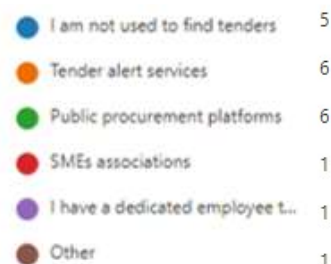 I am not used to find tenders 5
Tender alert services 6
Public procurement platforms 6
SMEs associations 1
I have a dedicated employee t... 1
Other 1